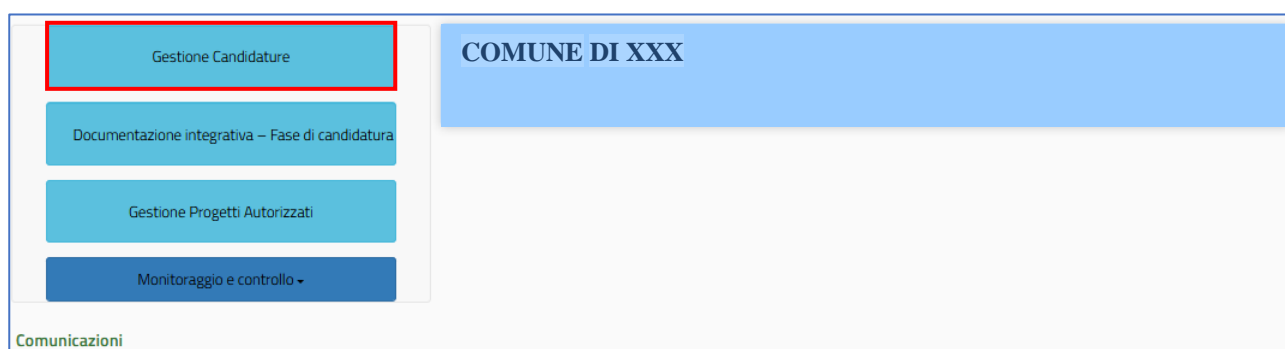 Gestione Candidature
Documentazione integrativa – Fase di candidatura
Gestione Progetti Autorizzati
Monitoraggio e controllo
Comunicazioni
COMUNE DI XXX